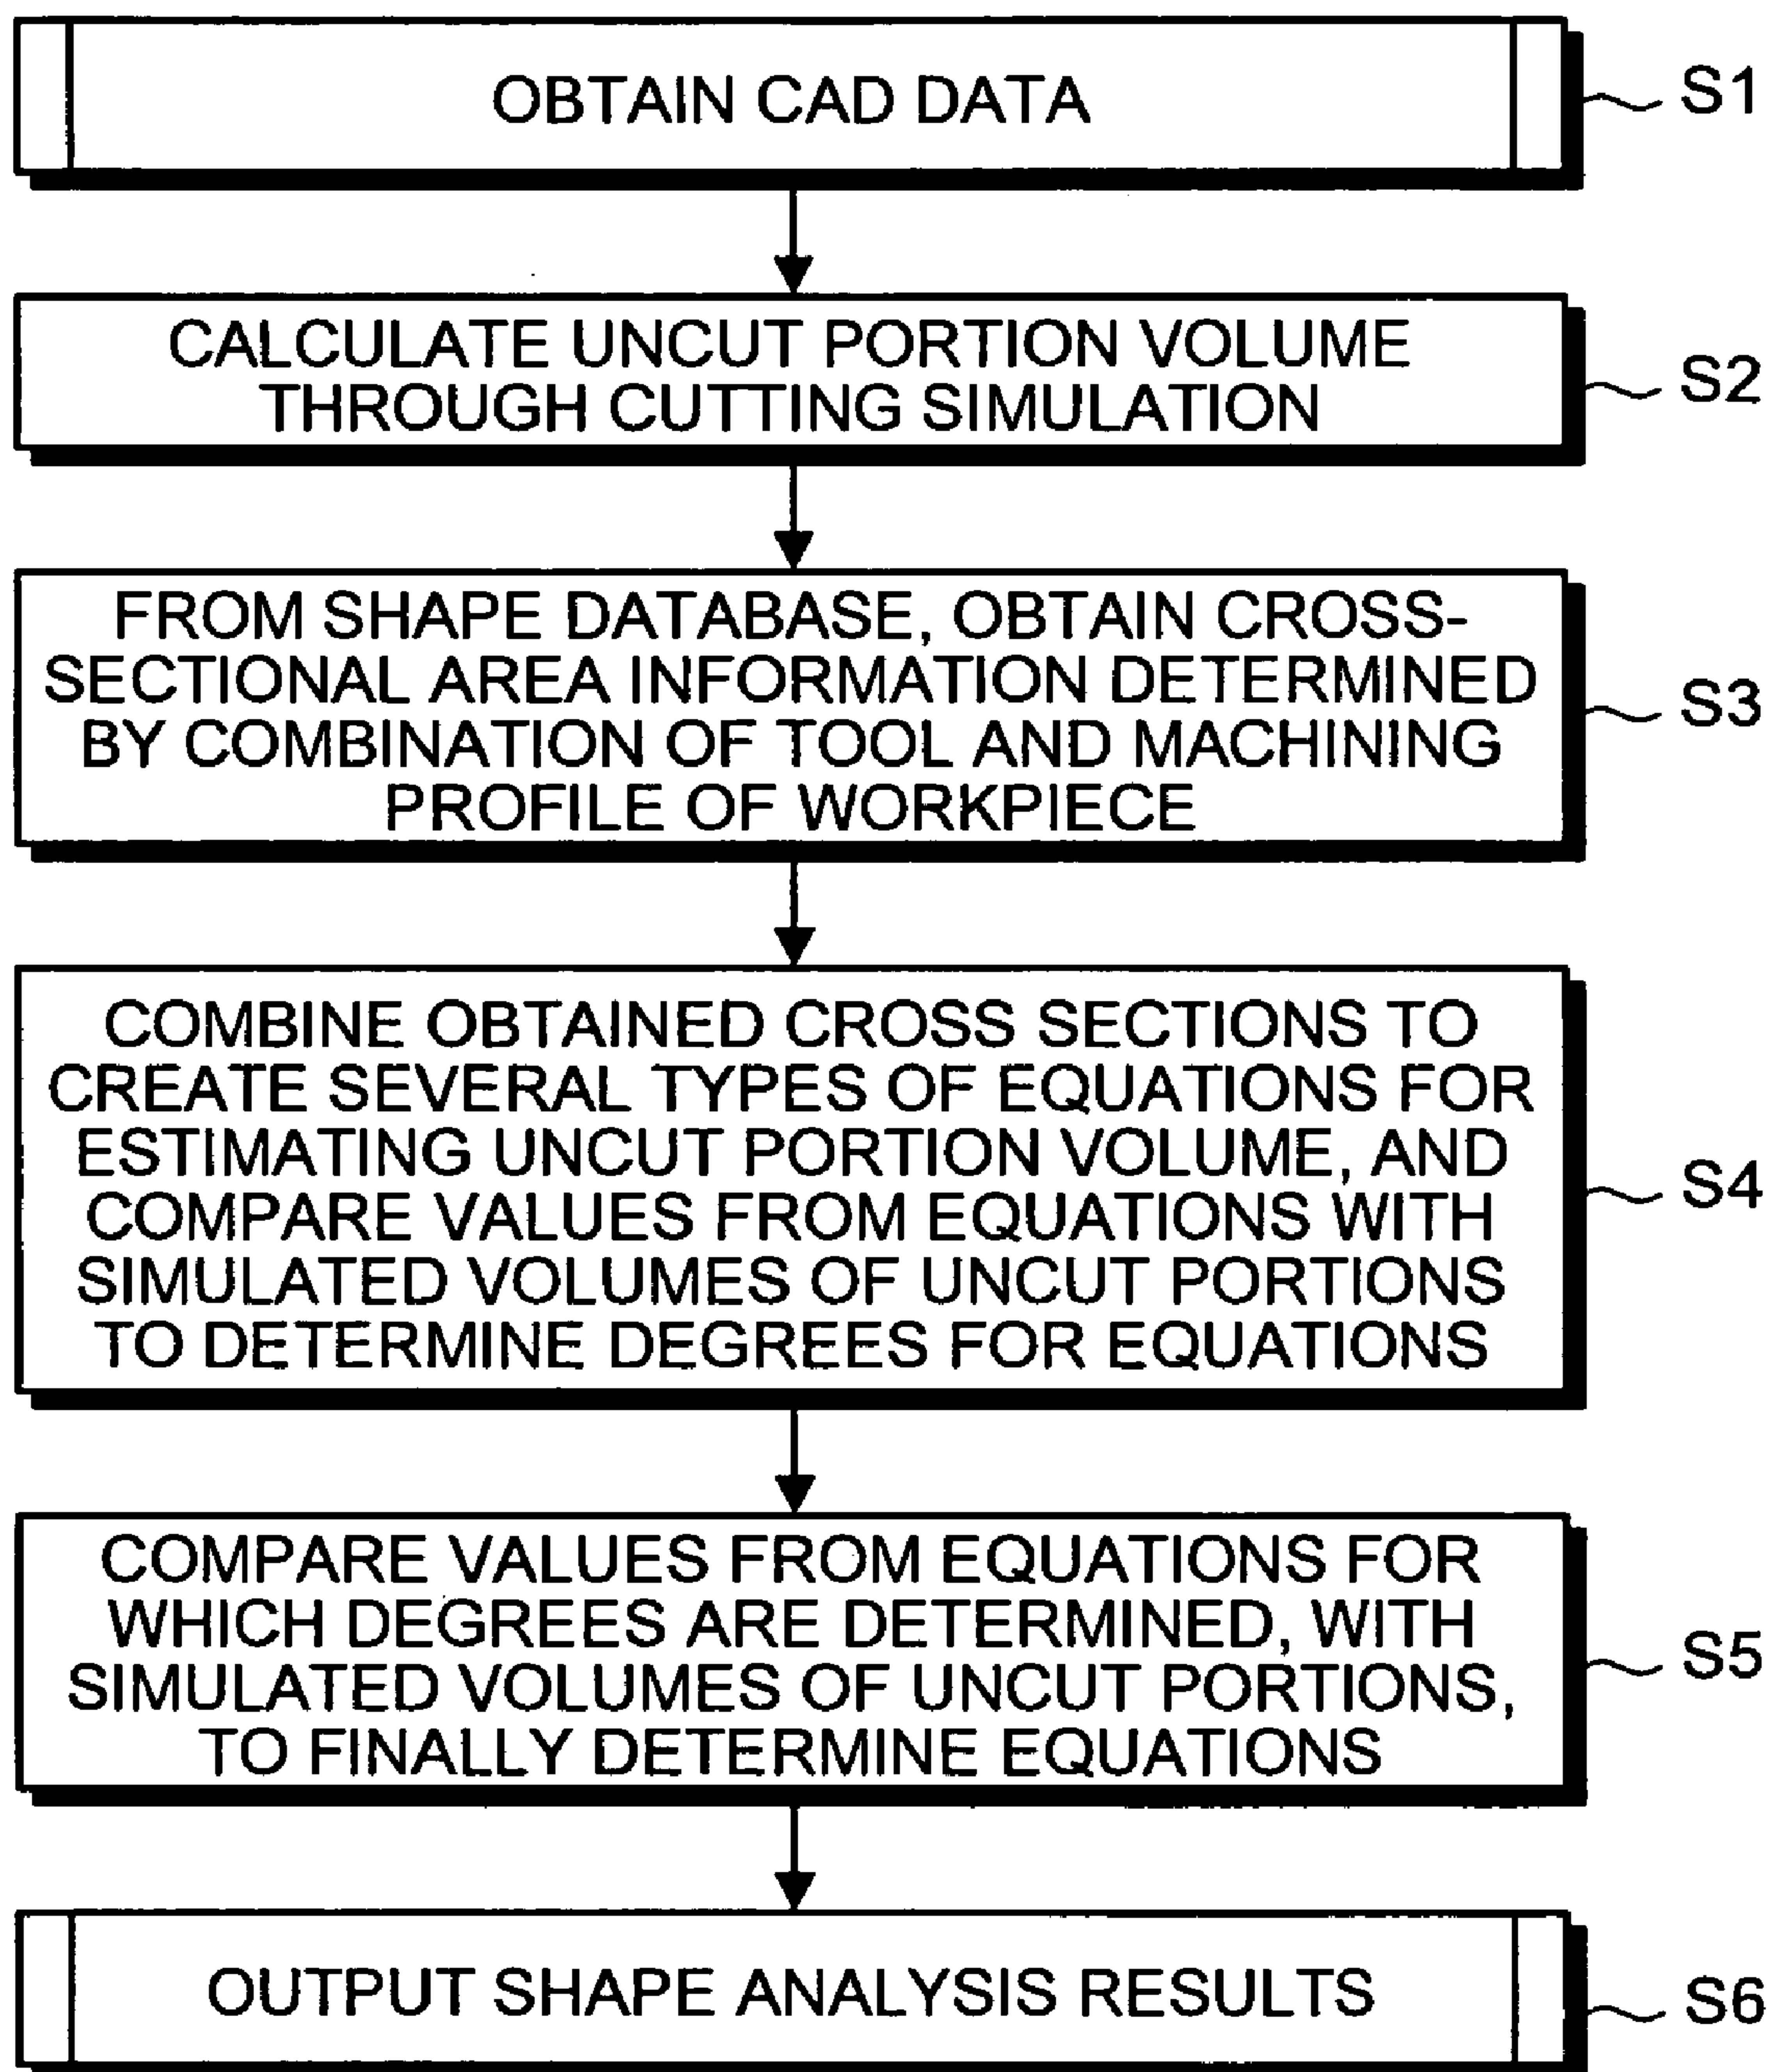 OBTAIN CAD DATA
S1
CALCULATE UNCUT PORTION VOLUME
THROUGH CUTTING SIMULATION
S2
FROM SHAPE DATABASE, OBTAIN CROSS-
SECTIONAL AREA INFORMATION DETERMINED
BY COMBINATION OF TOOL AND MACHINING
PROFILE OF WORKPIECE
S3
COMBINE OBTAINED CROSS SECTIONS TO
CREATE SEVERAL TYPES OF EQUATIONS FOR
ESTIMATING UNCUT PORTION VOLUME, AND
COMPARE VALUES FROM EQUATIONS WITH
SIMULATED VOLUMES OF UNCUT PORTIONS
TO DETERMINE DEGREES FOR EQUATIONS
S4
COMPARE VALUES FROM EQUATIONS FOR
WHICH DEGREES ARE DETERMINED, WITH
SIMULATED VOLUMES OF UNCUT PORTIONS,
TO FINALLY DETERMINE EQUATIONS
S5
OUTPUT SHAPE ANALYSIS RESULTS
S6